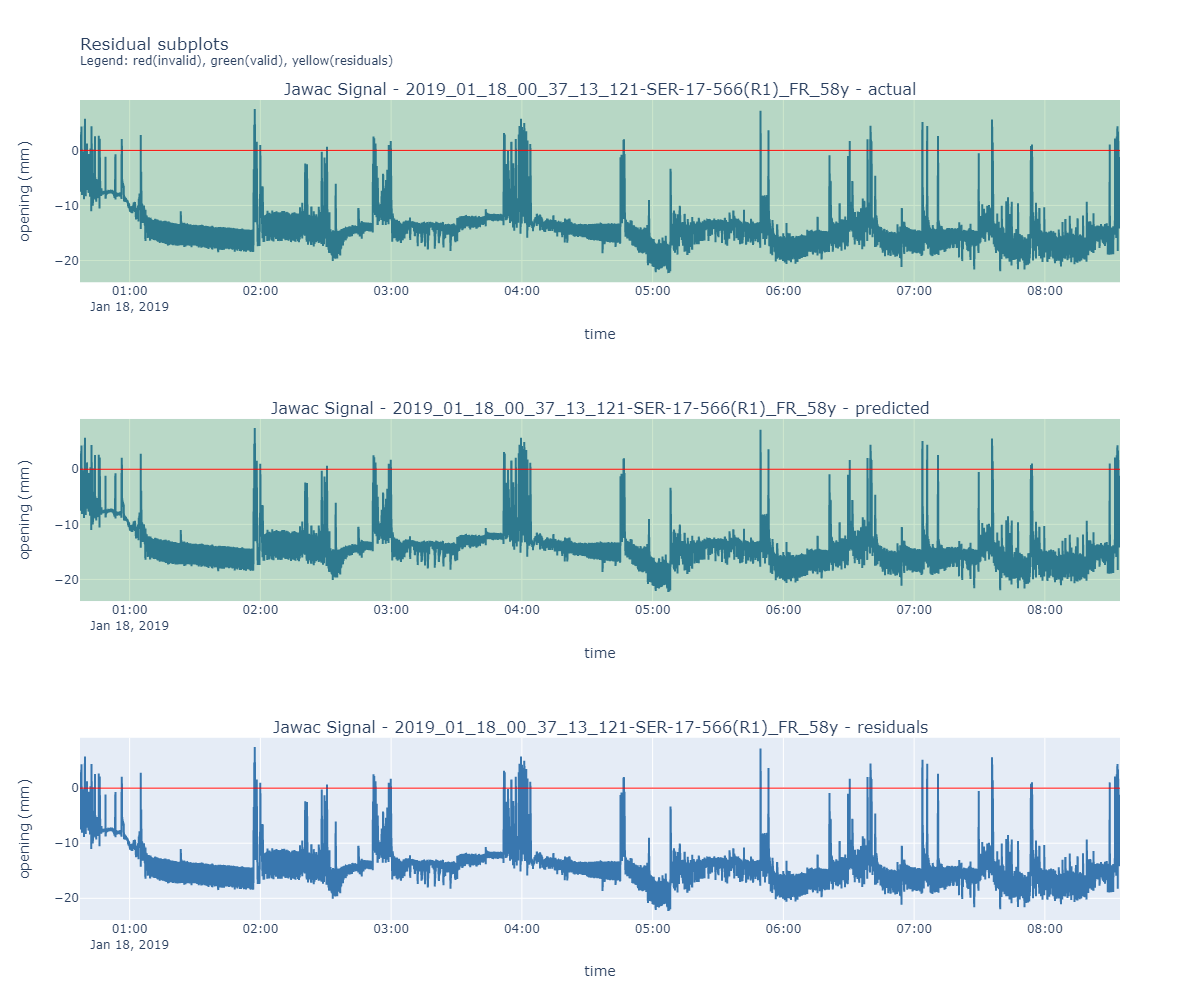 Residual subplots
Legend: red(invalid), green(valid), yellow(residuals)
Jawac Signal - 2019_01_18_00_37_13_121-SER-17-566(R1)_FR_58y - actual
opening (mm)
0
−10
−20
01:00 02:00 03:00 04:00 05:00 06:00 07:00 08:00
Jan 18, 2019
time
Jawac Signal - 2019_01_18_00_37_13_121-SER-17-566(R1)_FR_58y - predicted
opening (mm)
0
−10
−20
01:00 02:00 03:00 04:00 05:00 06:00 07:00 08:00
Jan 18, 2019
time
Jawac Signal - 2019_01_18_00_37_13_121-SER-17-566(R1)_FR_58y - residuals
opening (mm)
0
−10
−20
01:00 02:00 03:00 04:00 05:00 06:00 07:00 08:00
Jan 18, 2019
time